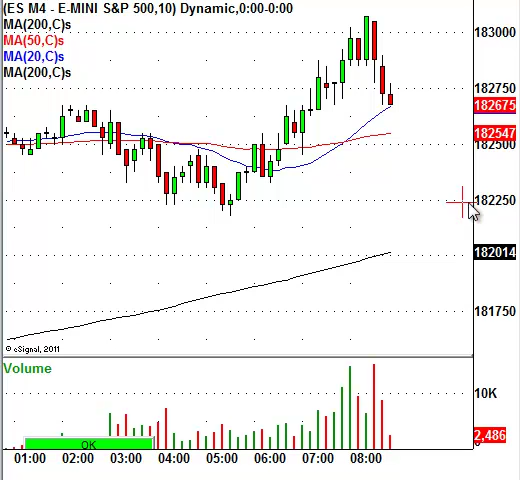 (ES M4 - E-MINI S&P 500,10) Dynamic,0:00-0:00
MA(200,C)s
MA(50,C)s
MA(20,C)s
MA(200,C)s
183000
182750
182675
182547
182500
182250
182014
181750
© eSignal, 2011
Volume
10K
2,486
OK
01:00 02:00 03:00 04:00 05:00 06:00 07:00 08:00